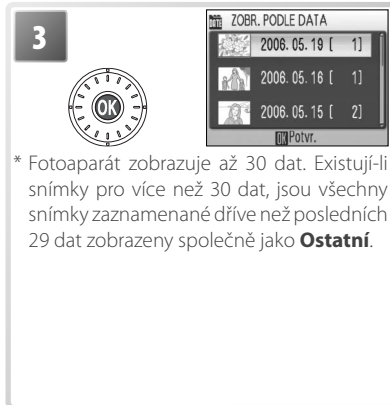 3
OK
ZOBR. PODLE DATA
2006. 05. 19 [ 1]
2006. 05. 16 [ 1]
2006. 05. 15 [ 2]
OK Potvr.
* Fotoaparát zobrazuje až 30 dat. Existují-li
snímky pro více než 30 dat, jsou všechny
snímky zaznamenané dříve než posledních
29 dat zobrazeny společně jako Ostatní.